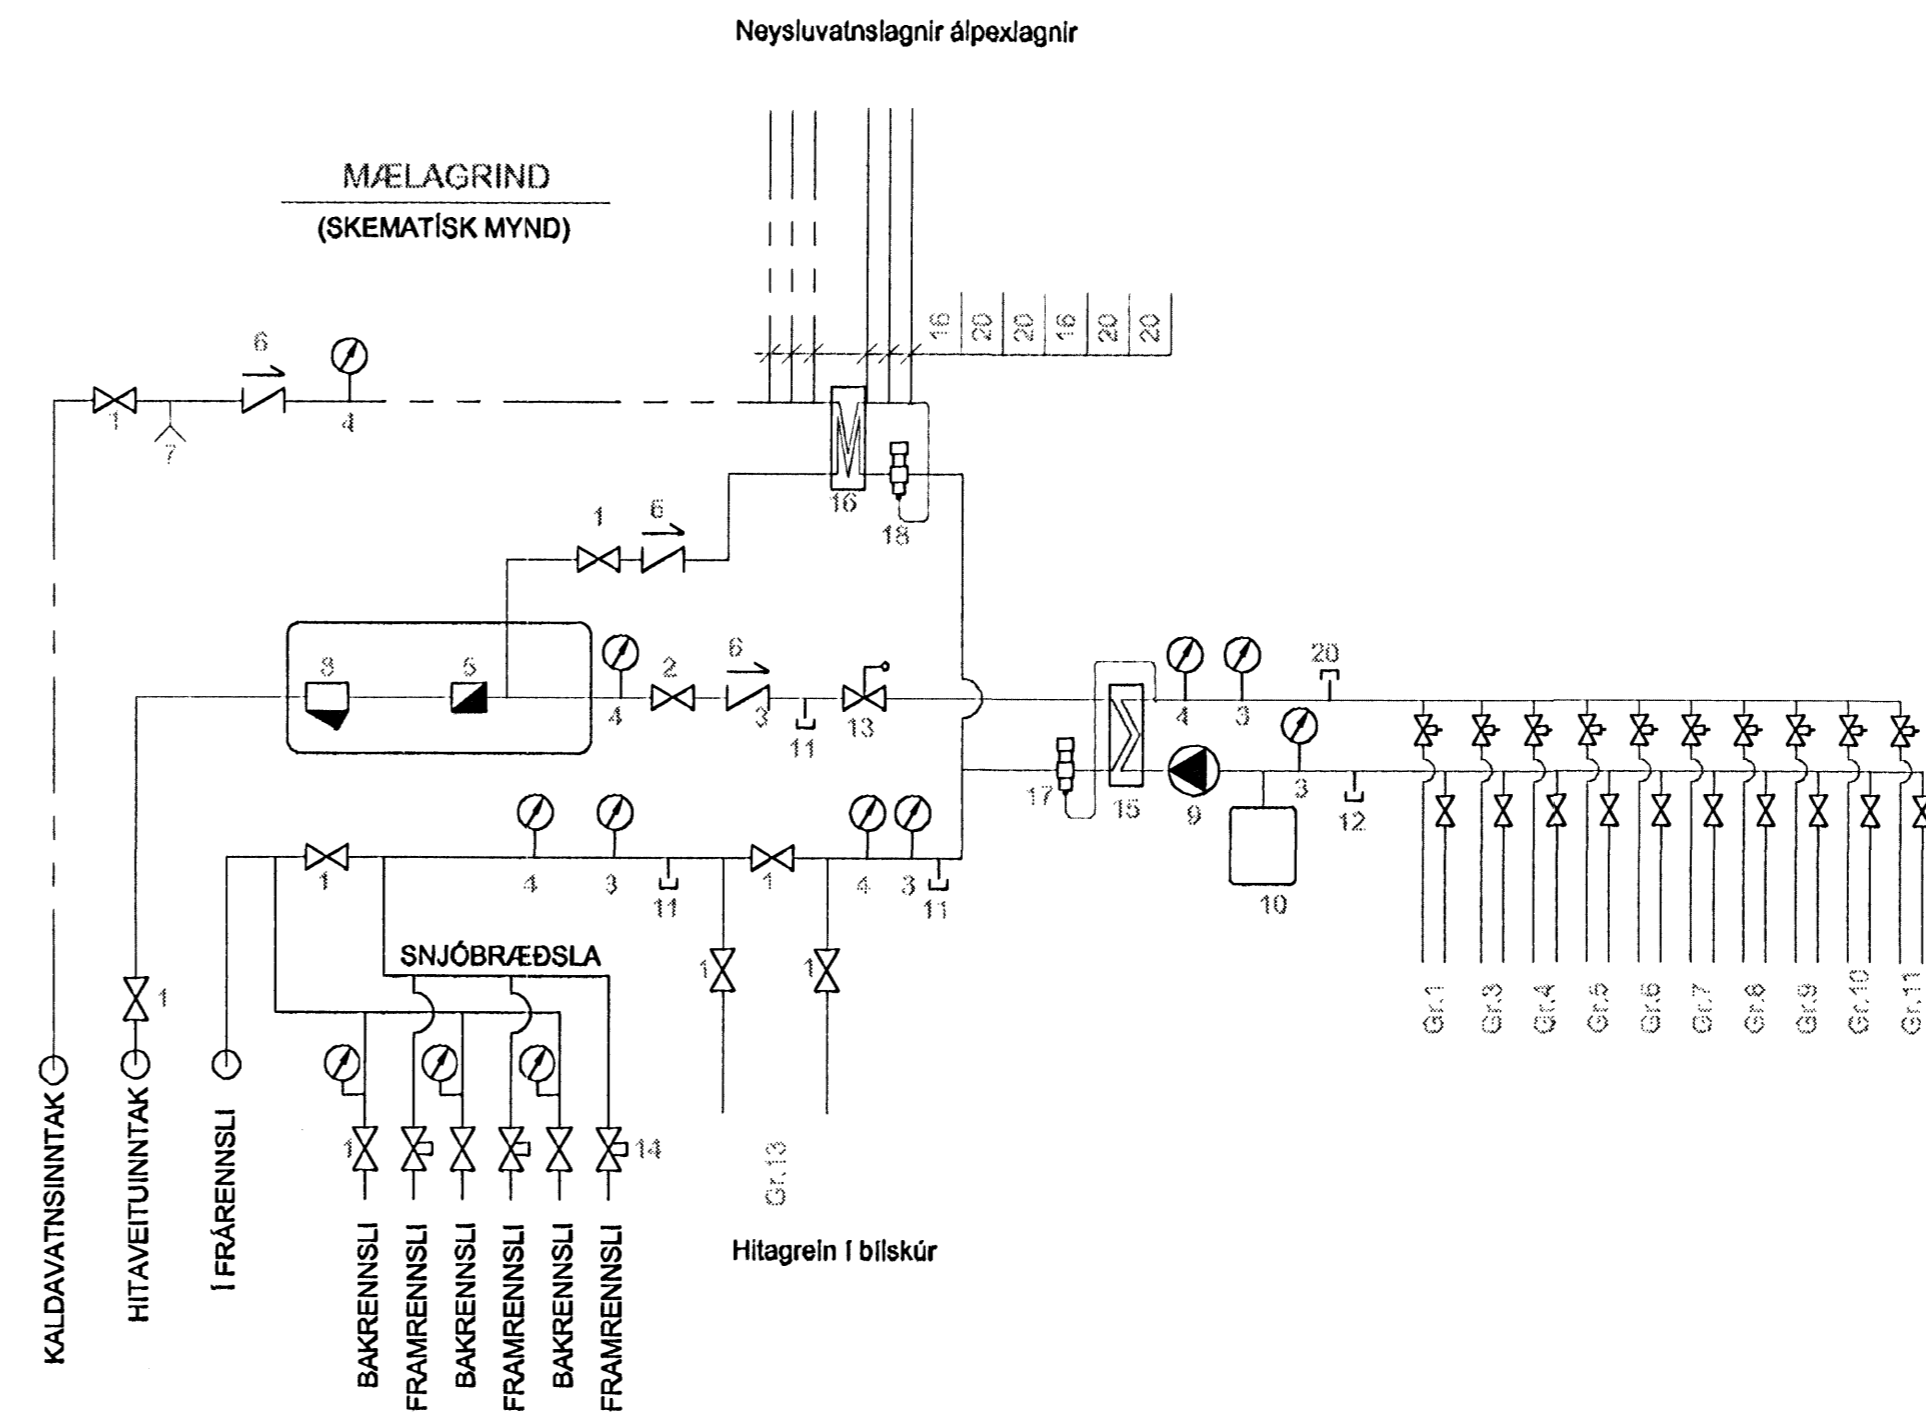 Neysluvatnslagnir álpexlagnir
MÆLAGRIND
(SKEMATÍSK MYND)
16 20 20 16 20 20
6
1
7
4
16
18
1
6
8
5
4
2
6
3
11
13
4
3
20
17
15
9
3
12
10
1
4
3
11
1
4
3
11
SNJÓBRÆÐSLA
1
1
1
1
14
Gr.1
Gr.3
Gr.4
Gr.5
Gr.6
Gr.7
Gr.8
Gr.9
Gr.10
Gr.11
KALDAVATNSINNTAK
HITAVEITUINNTAK
Í FRÁRENNSLI
BAKRENNSLI
FRAMRENNSLI
BAKRENNSLI
FRAMRENNSLI
BAKRENNSLI
FRAMRENNSLI
Gr.13
Hitagrein í bílskúr